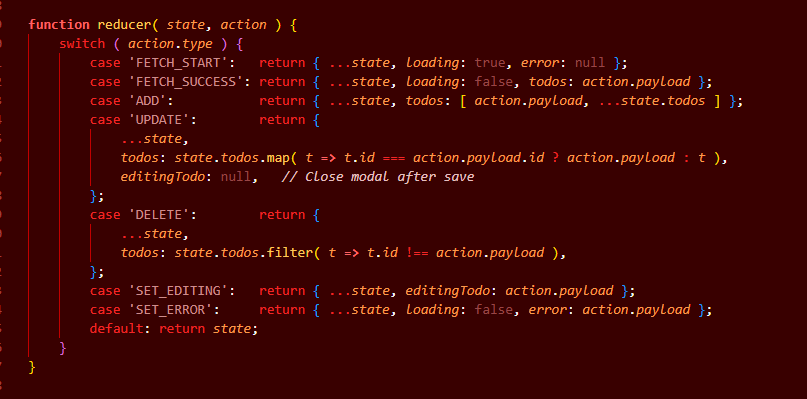 function reducer( state, action ) {
    switch ( action.type ) {
        case 'FETCH_START':   return { ...state, loading: true, error: null };
        case 'FETCH_SUCCESS': return { ...state, loading: false, todos: action.payload };
        case 'ADD':           return { ...state, todos: [ action.payload, ...state.todos ] };
        case 'UPDATE':        return {
            ...state,
            todos: state.todos.map( t => t.id === action.payload.id ? action.payload : t ),
            editingTodo: null,   // Close modal after save
        };
        case 'DELETE':        return {
            ...state,
            todos: state.todos.filter( t => t.id !== action.payload ),
        };
        case 'SET_EDITING':   return { ...state, editingTodo: action.payload };
        case 'SET_ERROR':     return { ...state, loading: false, error: action.payload };
        default: return state;
    }
}